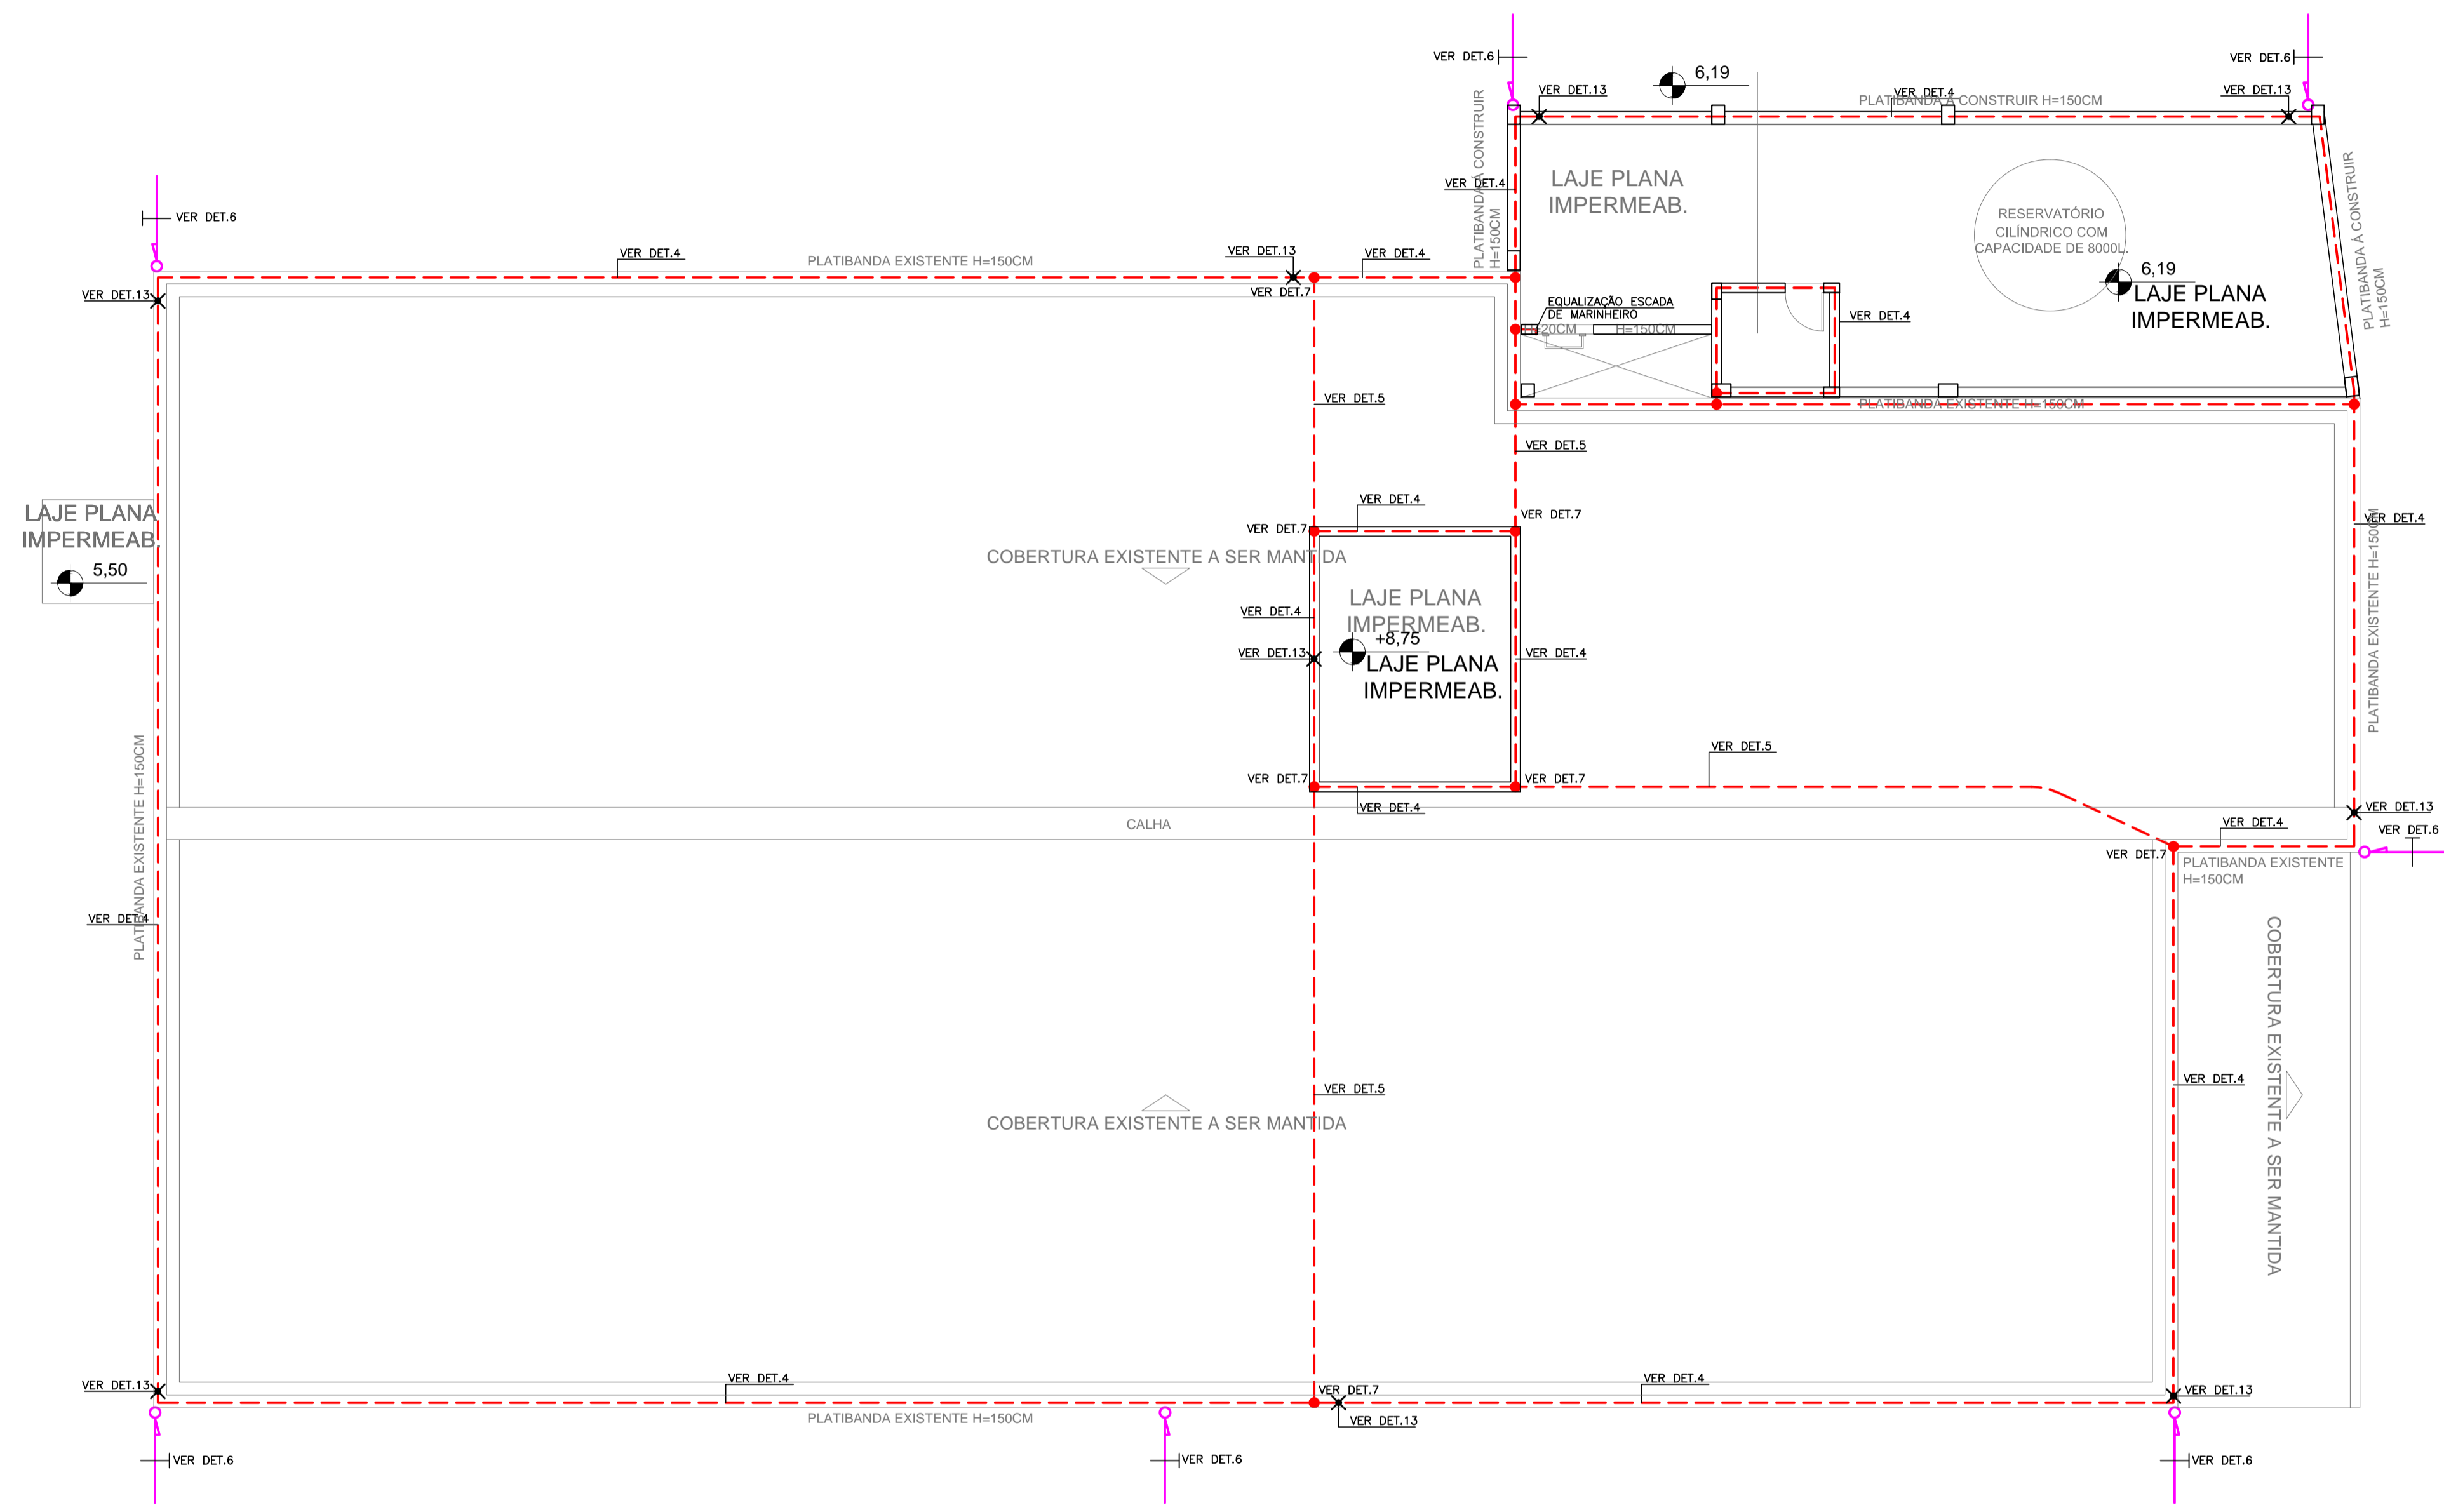 VER DET.6
VER DET.6
6,19
VER DET.13
VER DET.4
VER DET.13
PLATIBANDA À CONSTRUIR H=150CM
PLATIBANDA À CONSTRUIR
H=150CM
VER DET.4
LAJE PLANA
IMPERMEAB.
RESERVATÓRIO
CILÍNDRICO COM
CAPACIDADE DE 8000L.
PLATIBANDA À CONSTRUIR
H=150CM
6,19
LAJE PLANA
IMPERMEAB.
VER DET.6
VER DET.4
PLATIBANDA EXISTENTE H=150CM
VER DET.13
VER DET.4
VER DET.13
VER DET.7
EQUALIZAÇÃO ESCADA
DE MARINHEIRO
H=20CM
H=150CM
VER DET.4
VER DET.5
PLATIBANDA EXISTENTE H=150CM
VER DET.5
LAJE PLANA
IMPERMEAB.
5,50
VER DET.4
VER DET.7
VER DET.7
VER DET.4
PLATIBANDA EXISTENTE H=150CM
COBERTURA EXISTENTE A SER MANTIDA
LAJE PLANA
IMPERMEAB.
VER DET.4
+8,75
VER DET.13
VER DET.4
LAJE PLANA
IMPERMEAB.
PLATIBANDA EXISTENTE H=150CM
VER DET.5
VER DET.7
VER DET.7
VER DET.4
VER DET.13
CALHA
VER DET.4
VER DET.6
VER DET.7
PLATIBANDA EXISTENTE
H=150CM
VER DET.4
COBERTURA EXISTENTE A SER MANTIDA
VER DET.5
VER DET.4
COBERTURA EXISTENTE A SER MANTIDA
VER DET.13
VER DET.4
VER DET.7
VER DET.4
VER DET.13
PLATIBANDA EXISTENTE H=150CM
VER DET.13
VER DET.6
VER DET.6
VER DET.6